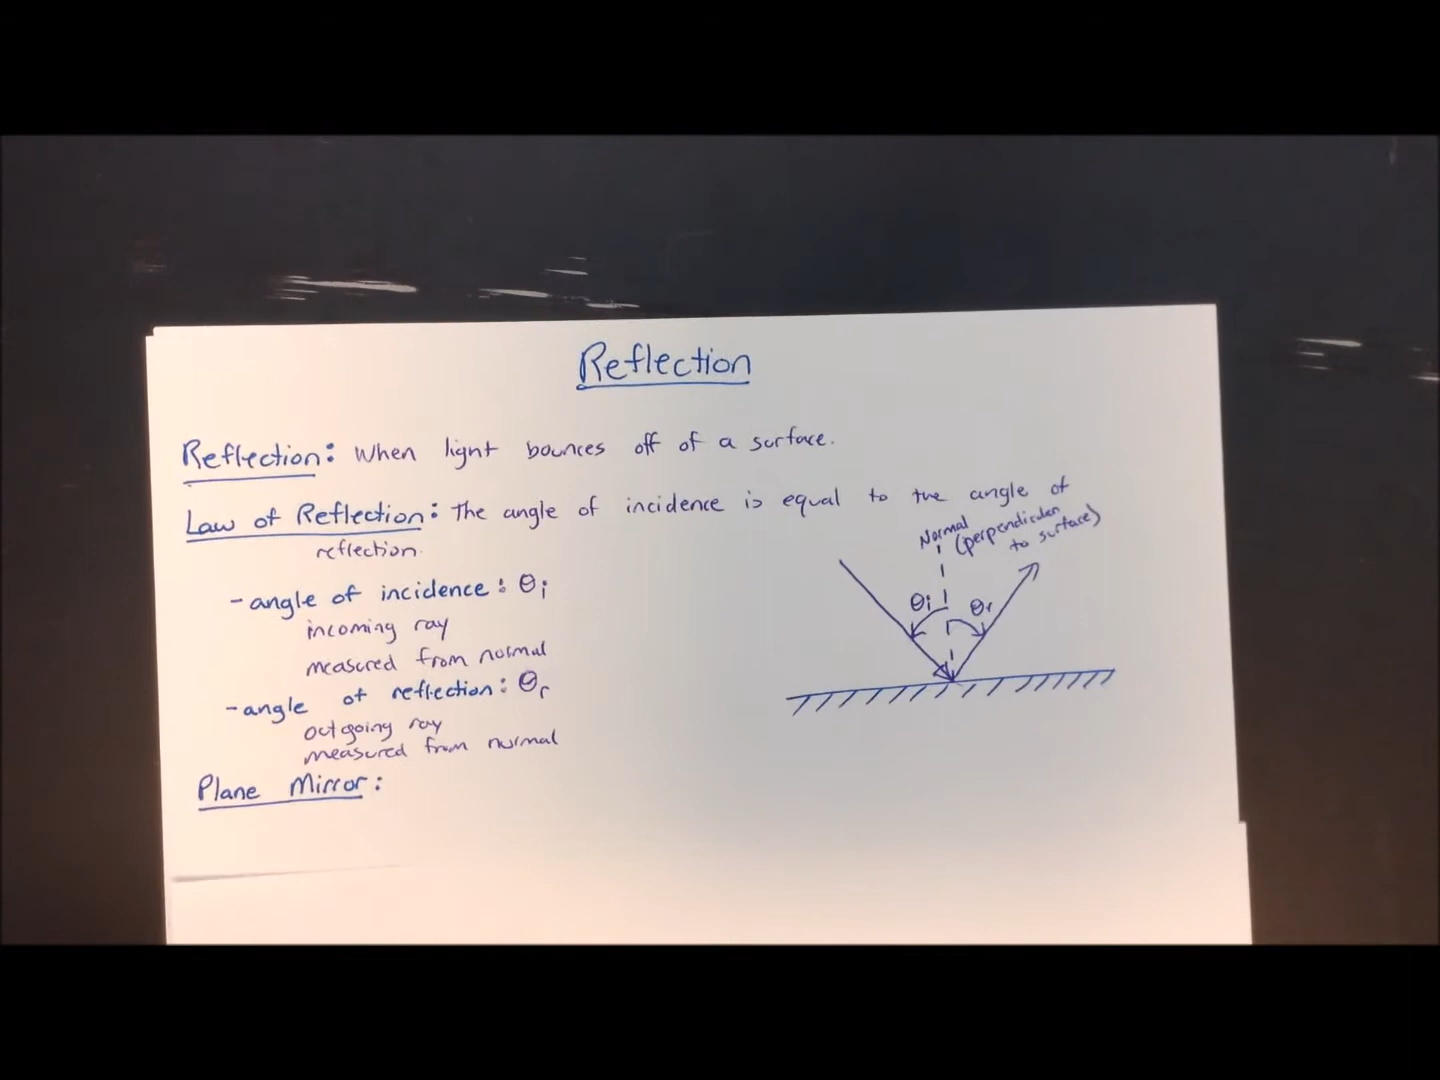 Reflection
Reflection: When light bounces off of a surface.
Law of Reflection: The angle of incidence is equal to the angle of
reflection.
- angle of incidence: θi
incoming ray
measured from normal
- angle of reflection: θr
outgoing ray
measured from normal
Plane Mirror:
Normal
(perpendicular
to surface)
θi θr